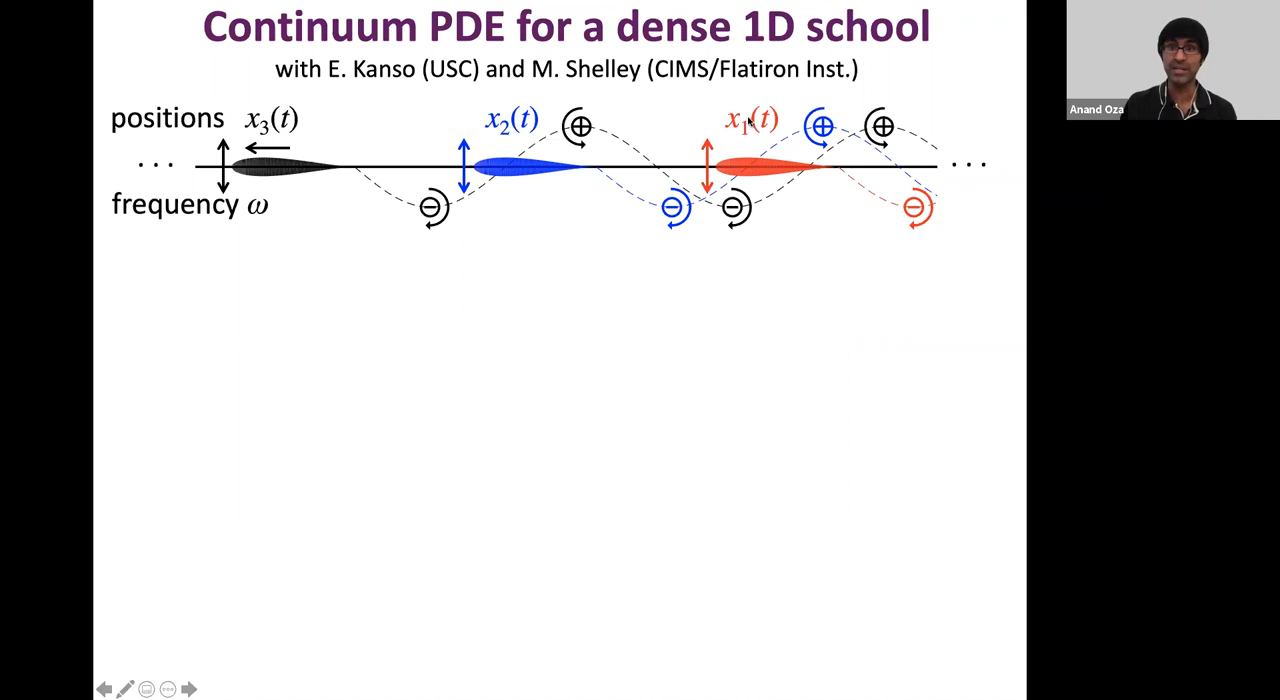 Continuum PDE for a dense 1D school
with E. Kanso (USC) and M. Shelley (CIMS/Flatiron Inst.)
positions x₃(t) x₂(t) x₁(t)
frequency ω
Anand Oza